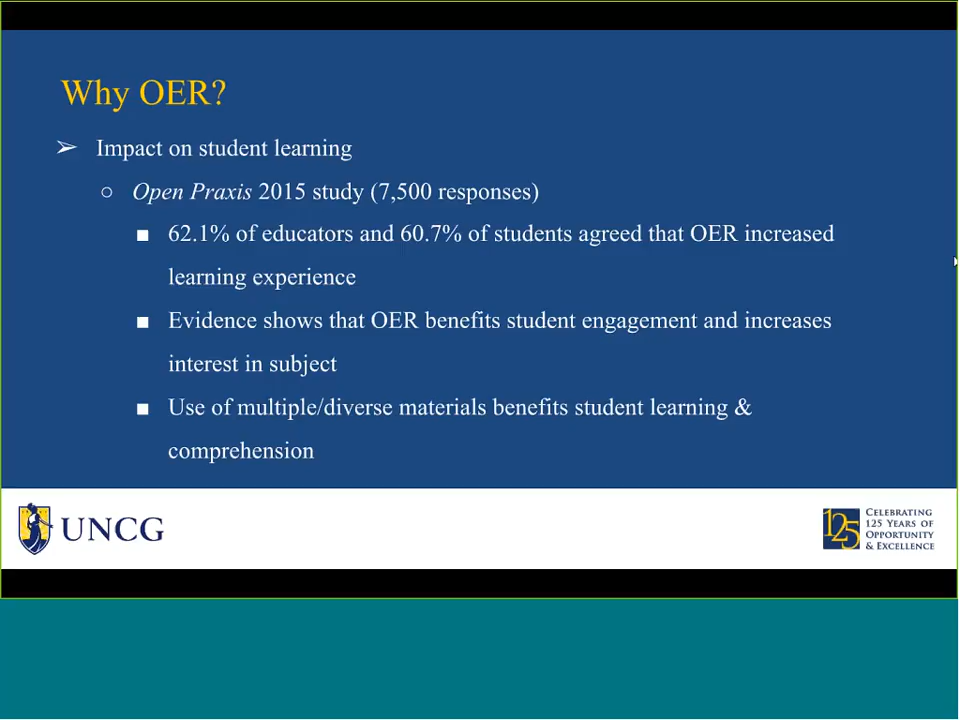 Why OER?
➢ Impact on student learning
○ Open Praxis 2015 study (7,500 responses)
■ 62.1% of educators and 60.7% of students agreed that OER increased
learning experience
■ Evidence shows that OER benefits student engagement and increases
interest in subject
■ Use of multiple/diverse materials benefits student learning &
comprehension
UNCG
125
CELEBRATING
125 YEARS OF
OPPORTUNITY
& EXCELLENCE